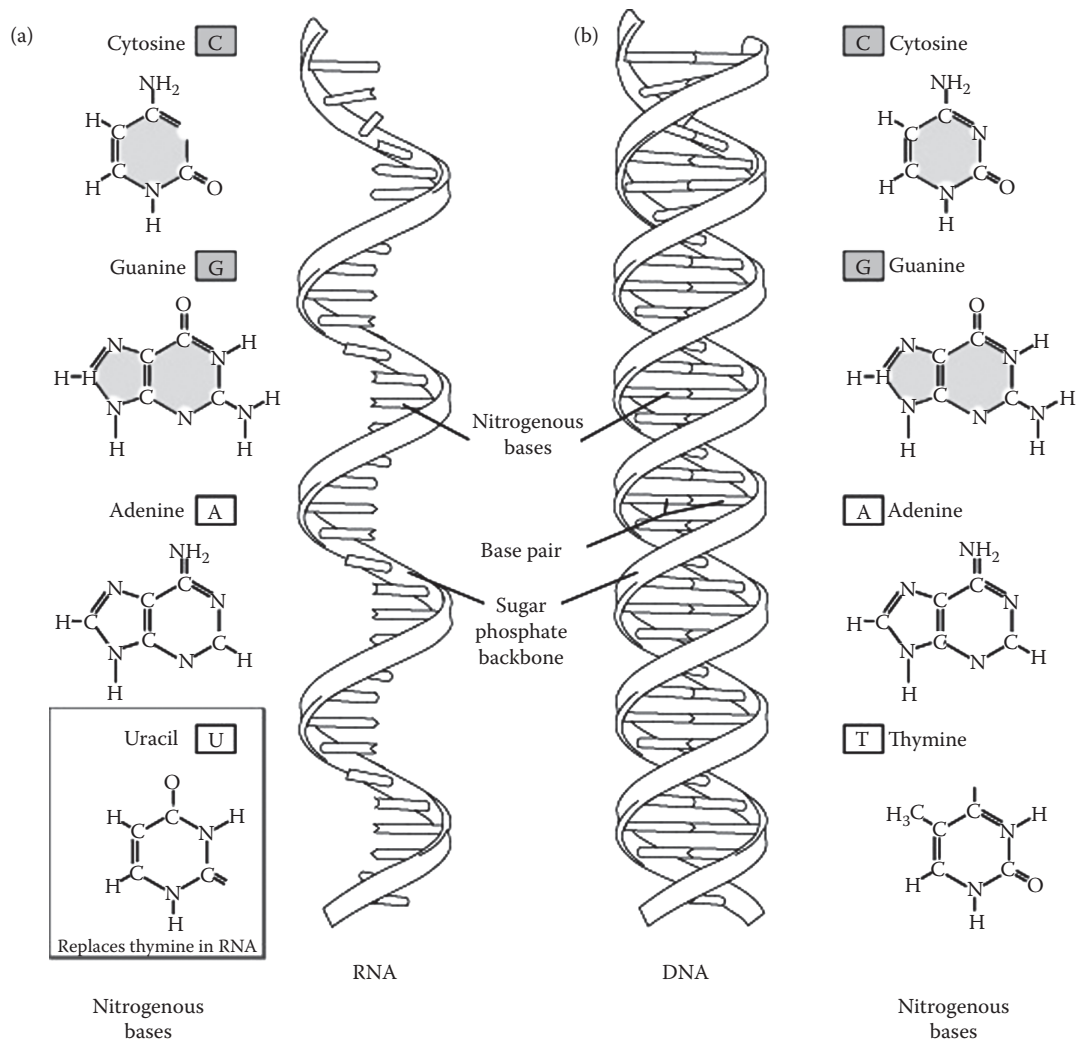 (a)
Cytosine C
NH2
H
C
C
H
C
C
N
O
H
Guanine G
O
N
C
C
N
H
H
H
C
C
N
N
N
H
H
H
Adenine A
NH2
N
C
C
N
H
C
C
C
N
N
H
H
Uracil U
O
H
C
C
N
H
H
C
C
N
H
Replaces thymine in RNA
Nitrogenous
bases
RNA
Nitrogenous
bases
Base pair
Sugar
phosphate
backbone
(b)
DNA
C Cytosine
NH2
H
C
C
N
H
C
C
N
O
H
G Guanine
O
N
C
C
N
H
H
H
C
C
N
N
N
H
H
H
A Adenine
NH2
N
C
C
N
H
C
C
C
N
N
H
H
T Thymine
H3C
C
C
N
H
H
C
C
N
O
H
Nitrogenous
bases